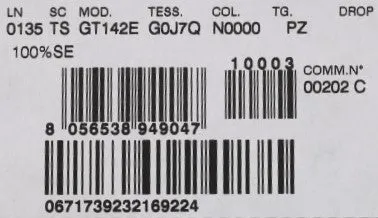 LN SC MOD. TESS. COL. TG. DROP
0135 TS GT142E G0J7Q N0000 PZ
100%SE
10003
COMM.N°
00202 C
8 056538 949047
0671739232169224